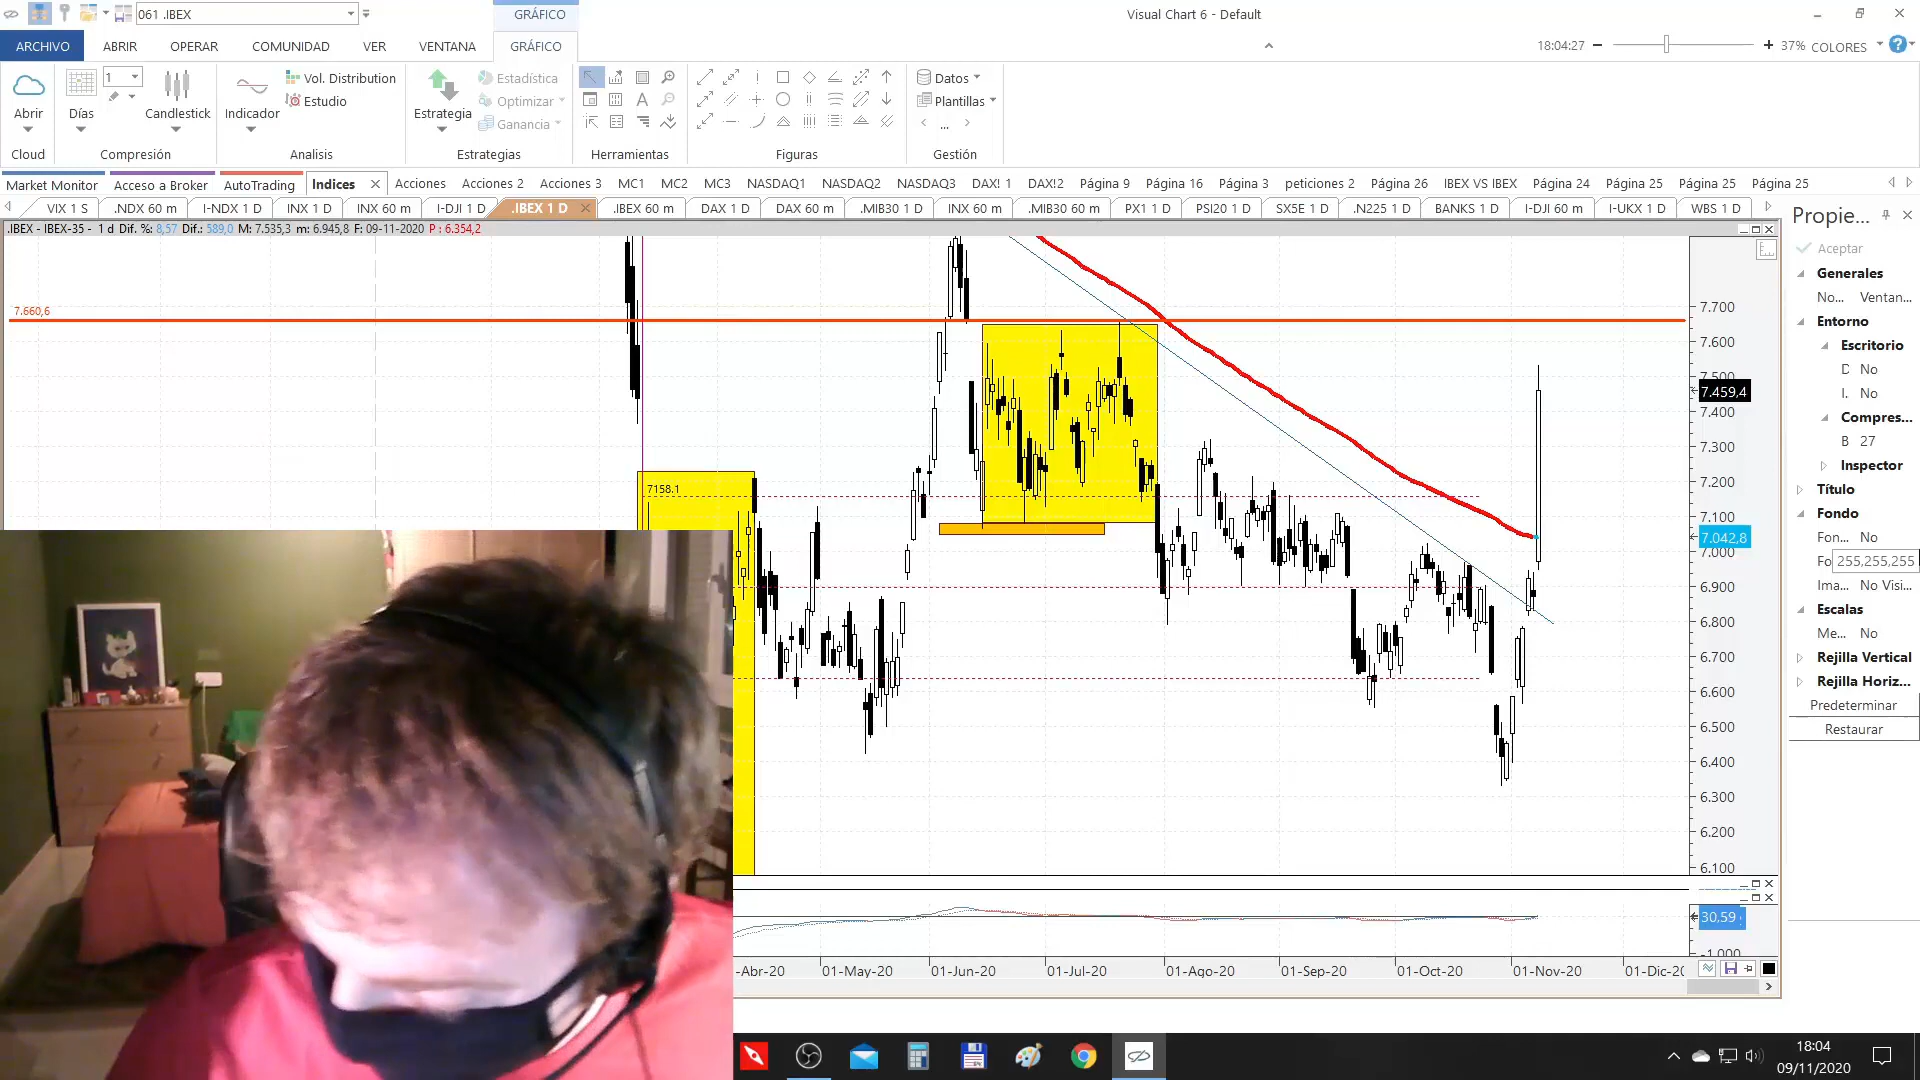 061 .IBEX
GRÁFICO
Visual Chart 6 - Default
ARCHIVO ABRIR OPERAR COMUNIDAD VER VENTANA GRÁFICO
18:04:27
37% COLORES
Abrir
Días
1
Candlestick
Indicador
Vol. Distribution
Estudio
Estrategia
Estadística
Optimizar
Ganancia
Datos
Plantillas
...
Cloud Compresión Analisis Estrategias Herramientas Figuras Gestión
Market Monitor Acceso a Broker AutoTrading Indices Acciones Acciones 2 Acciones 3 MC1 MC2 MC3 NASDAQ1 NASDAQ2 NASDAQ3 DAX! 1 DAX!2 Página 9 Página 16 Página 3 peticiones 2 Página 26 IBEX VS IBEX Página 24 Página 25 Página 25 Página 25
VIX 1 S .NDX 60 m I-NDX 1 D INX 1 D INX 60 m I-DJI 1 D .IBEX 1 D .IBEX 60 m DAX 1 D DAX 60 m .MIB30 1 D INX 60 m .MIB30 60 m PX1 1 D PSI20 1 D SX5E 1 D .N225 1 D BANKS 1 D I-DJI 60 m I-UKX 1 D WBS 1 D
.IBEX - IBEX-35 - 1 d Dif. %: 8,57 Dif.: 589,0 M: 7.535,3 m: 6.945,8 F: 09-11-2020 P : 6.354,2
7.660,6
7158.1
7.700
7.600
7.500
7.459,4
7.400
7.300
7.200
7.100
7.042,8
7.000
6.900
6.800
6.700
6.600
6.500
6.400
6.300
6.200
6.100
30,59
-1.000
-Abr-20 01-May-20 01-Jun-20 01-Jul-20 01-Ago-20 01-Sep-20 01-Oct-20 01-Nov-20 01-Dic-20
Propie...
Aceptar
Generales
No... Ventan...
Entorno
Escritorio
D No
I. No
Compres...
B 27
Inspector
Título
Fondo
Fon... No
Fo 255,255,255
Ima... No Visi...
Escalas
Me... No
Rejilla Vertical
Rejilla Horiz...
Predeterminar
Restaurar
18:04
09/11/2020